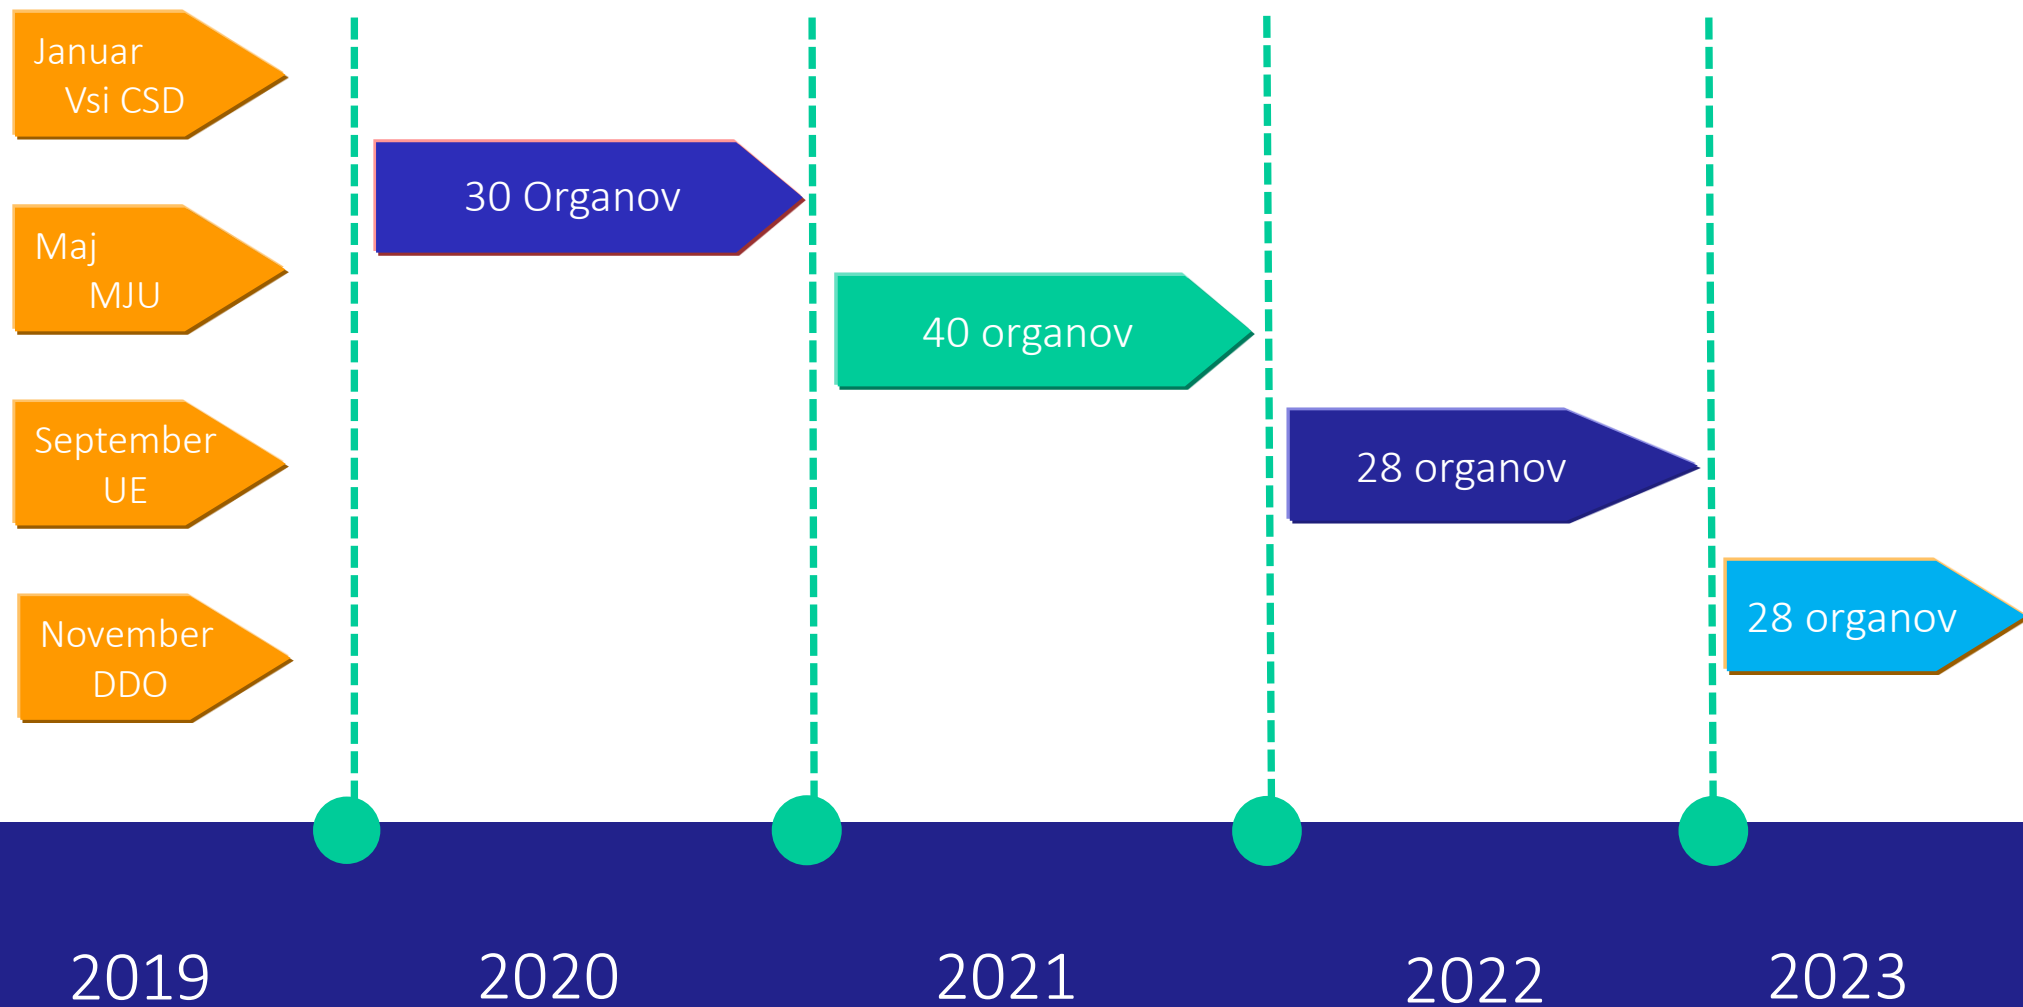 Januar
Vsi CSD
Maj
MJU
September
UE
November
DDO
30 Organov
40 organov
28 organov
28 organov
2019
2020
2021
2022
2023